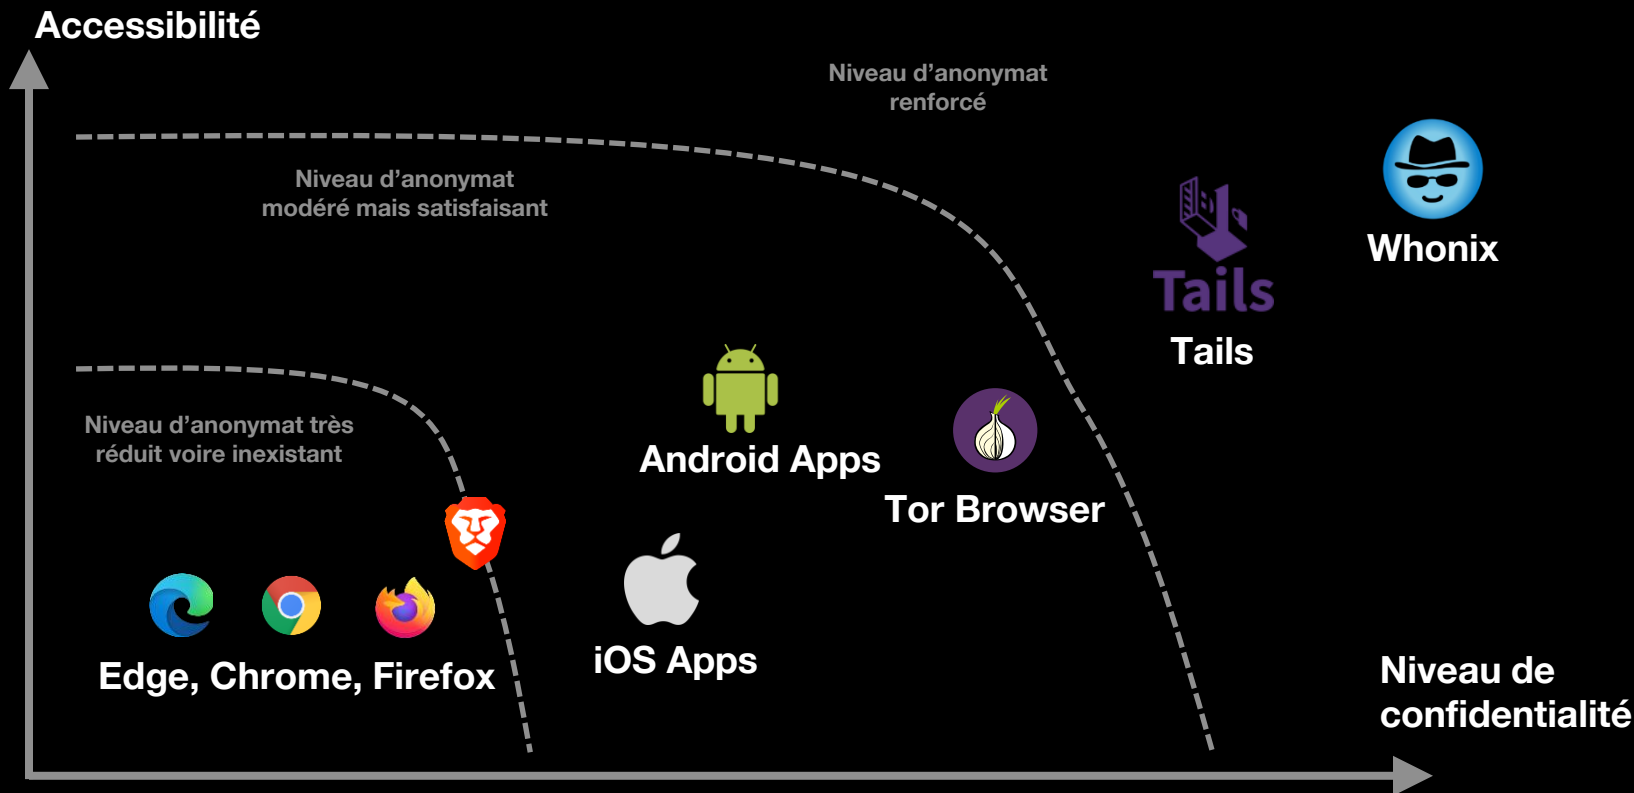 Accessibilité
Niveau d’anonymat
renforcé
Niveau d’anonymat
modéré mais satisfaisant
Whonix
Tails
Tails
Niveau d’anonymat très
réduit voire inexistant
Android Apps
Tor Browser
iOS Apps
Edge, Chrome, Firefox
Niveau de
confidentialité